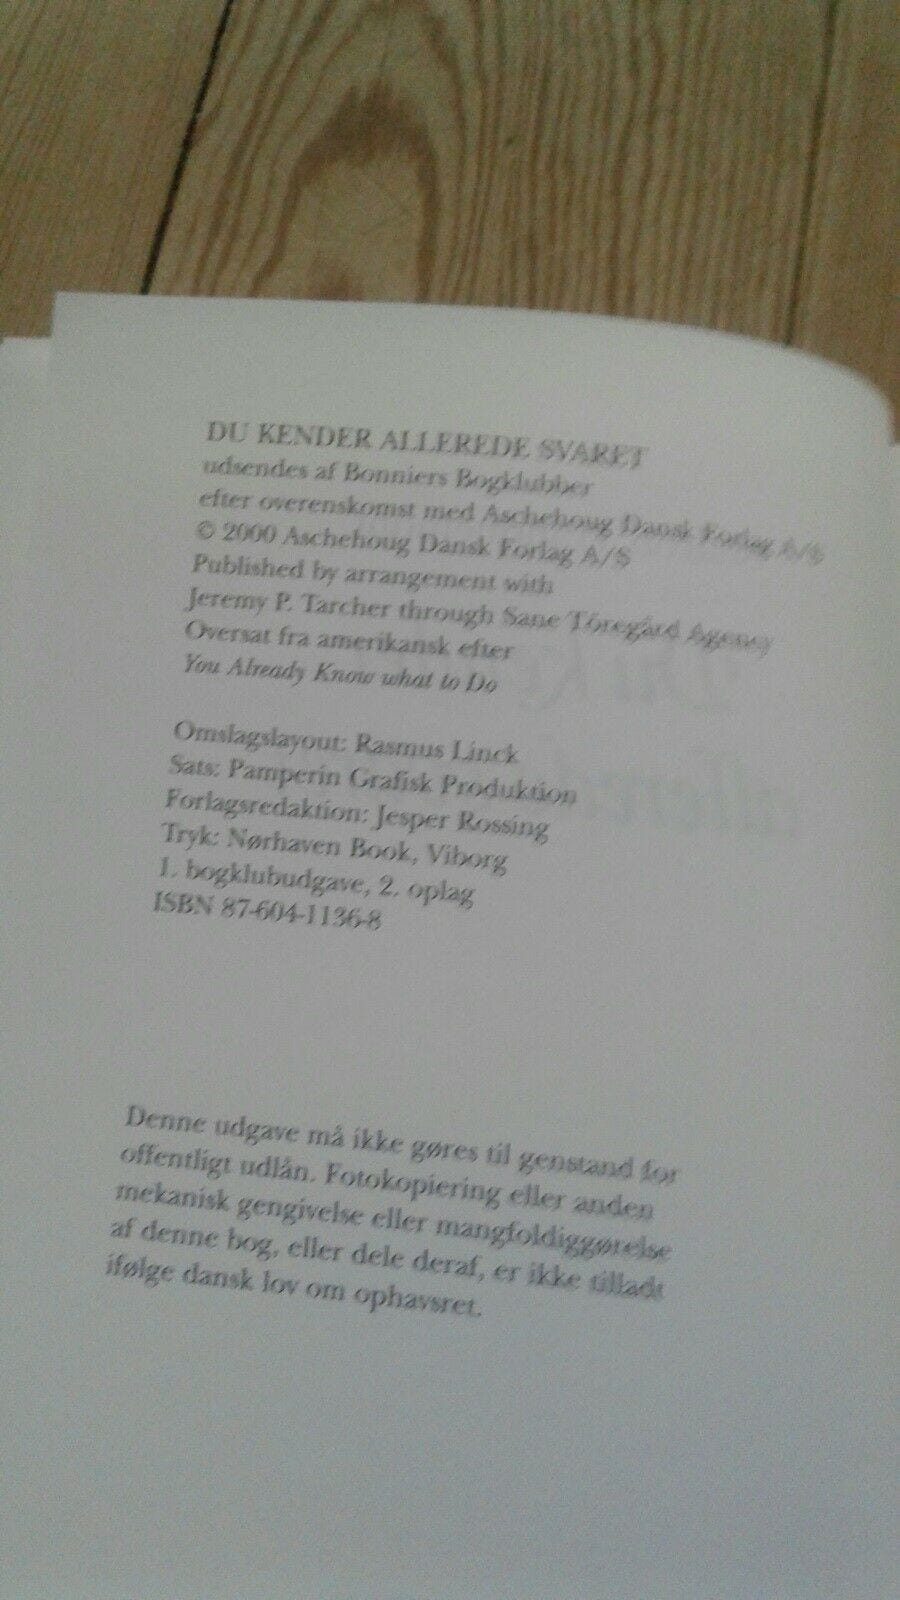 DU KENDER ALLEREDE SVARET
udsendes af Bonniers Bogklubber
efter overenskomst med Aschehoug Dansk Forlag A/S
© 2000 Aschehoug Dansk Forlag A/S
Published by arrangement with
Jeremy P. Tarcher through Sane Töregård Agency
Oversat fra amerikansk efter
You Already Know what to Do
Omslagslayout: Rasmus Linck
Sats: Pamperin Grafisk Produktion
Forlagsredaktion: Jesper Rossing
Tryk: Nørhaven Book, Viborg
1. bogklubudgave, 2. oplag
ISBN 87-604-1136-8
Denne udgave må ikke gøres til genstand for
offentligt udlån. Fotokopiering eller anden
mekanisk gengivelse eller mangfoldiggørelse
af denne bog, eller dele deraf, er ikke tilladt
ifølge dansk lov om ophavsret.